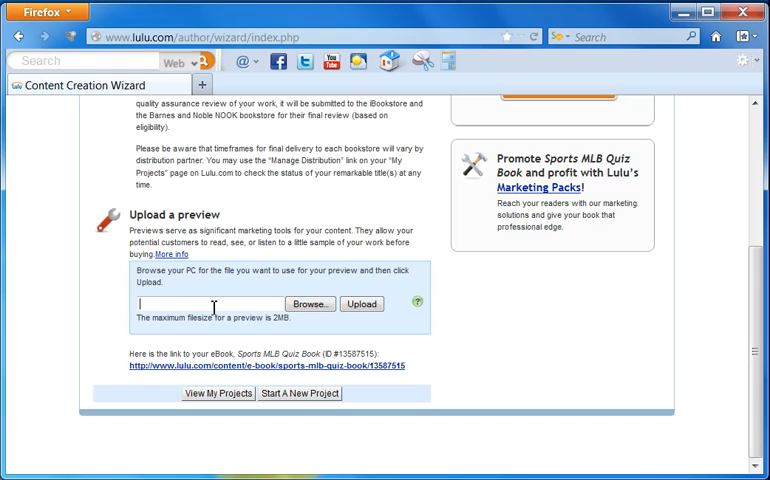 Firefox
www.lulu.com/author/wizard/index.php
Search
Search
Web
Content Creation Wizard
quality assurance review of your work, it will be submitted to the iBookstore and
the Barnes and Noble NOOK bookstore for their final review (based on
eligibility).
Please be aware that timeframes for final delivery to each bookstore will vary by
distribution partner. You may use the "Manage Distribution" link on your "My
Projects" page on Lulu.com to check the status of your remarkable title(s) at any
time.
Promote Sports MLB Quiz
Book and profit with Lulu's
Marketing Packs!
Reach your readers with our marketing
solutions and give your book that
professional edge.
Upload a preview
Previews serve as significant marketing tools for your content. They allow your
potential customers to read, see, or listen to a little sample of your work before
buying.More info
Browse your PC for the file you want to use for your preview and then click
Upload.
Browse... Upload
The maximum filesize for a preview is 2MB.
Here is the link to your eBook, Sports MLB Quiz Book (ID #13587515):
http://www.lulu.com/content/e-book/sports-mlb-quiz-book/13587515
View My Projects Start A New Project